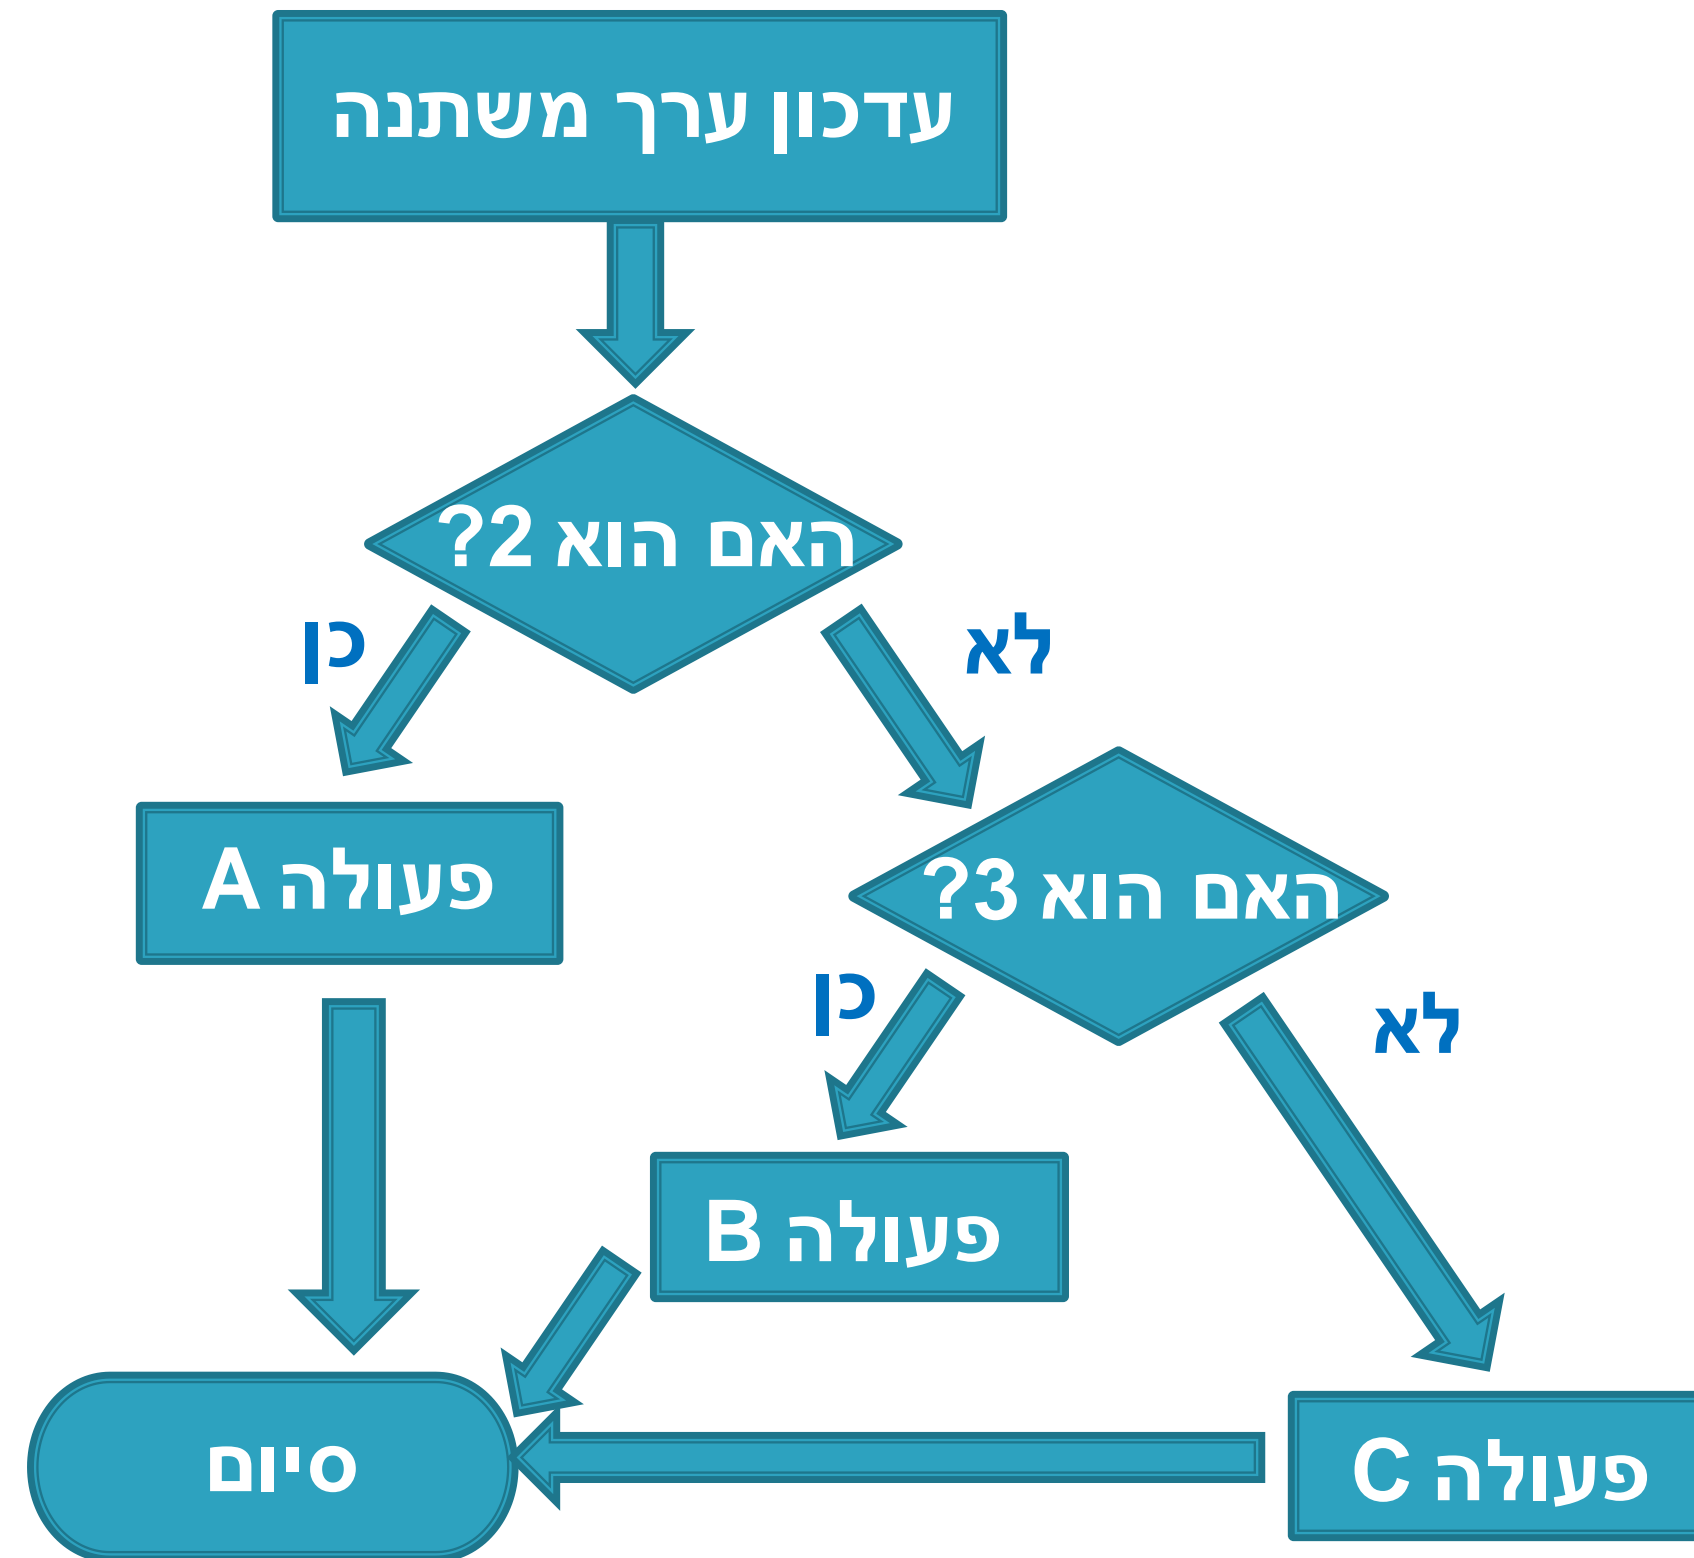 עדכון ערך משתנה
האם הוא 2?
כן
לא
פעולה A
האם הוא 3?
כן
לא
פעולה B
סיום
פעולה C